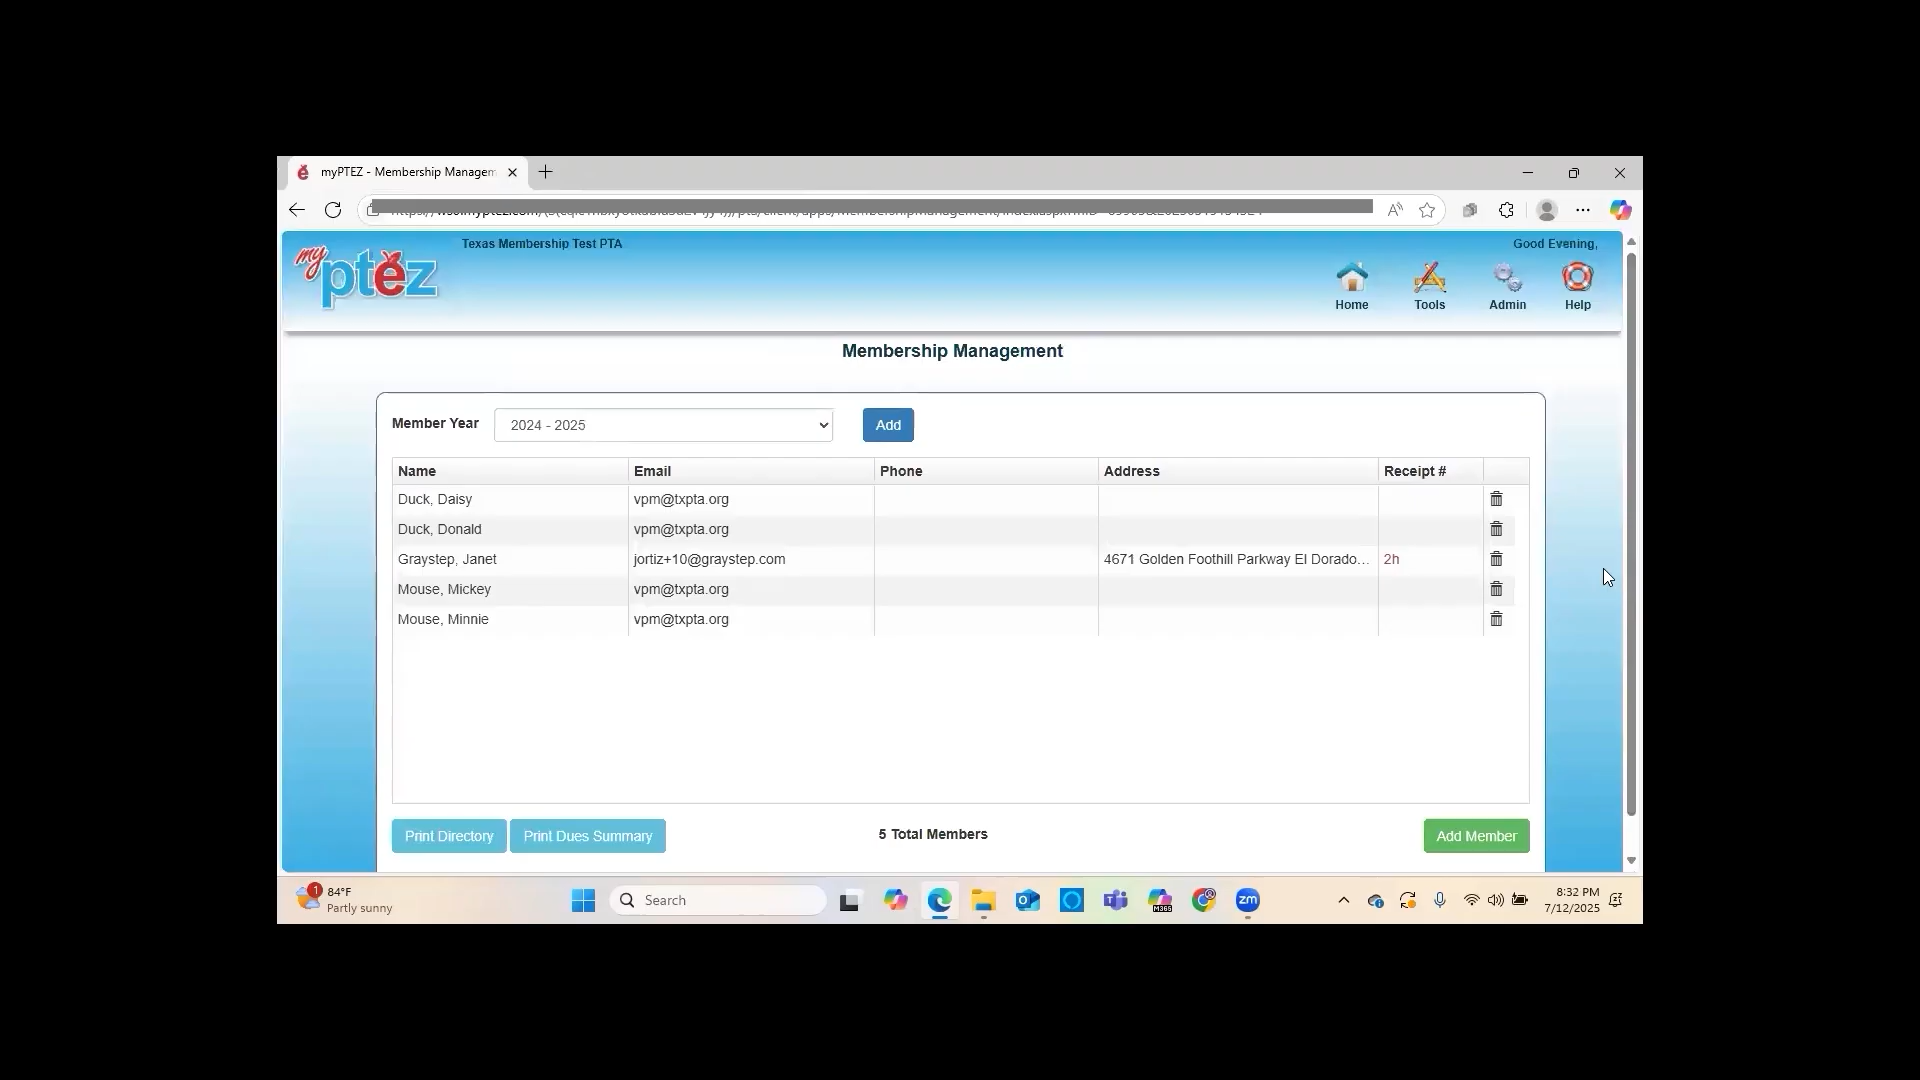 myPTEZ - Membership Managem
Texas Membership Test PTA
Good Evening,
my ptez
Home
Tools
Admin
Help
Membership Management
Member Year
2024 - 2025
Add
Name Email Phone Address Receipt #
Duck, Daisy vpm@txpta.org
Duck, Donald vpm@txpta.org
Graystep, Janet jortiz+10@graystep.com 4671 Golden Foothill Parkway El Dorado... 2h
Mouse, Mickey vpm@txpta.org
Mouse, Minnie vpm@txpta.org
Print Directory
Print Dues Summary
5 Total Members
Add Member
1
84°F
Partly sunny
Search
M365
zm
8:32 PM
7/12/2025